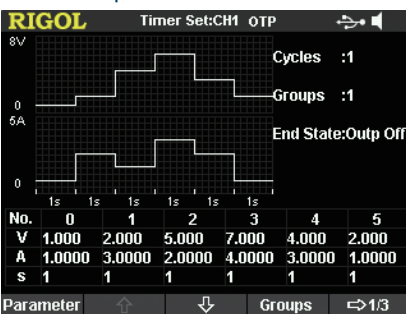 RIGOL Timer Set:CH1 OTP
8V
Cycles :1
0
Groups :1
5A
End State:Outp Off
0
1s 1s 1s 1s 1s
No. 0 1 2 3 4 5
V 1.000 2.000 5.000 7.000 4.000 2.000
A 1.0000 3.0000 2.0000 4.0000 3.0000 1.0000
s 1 1 1 1 1 1
Parameter Groups 1/3